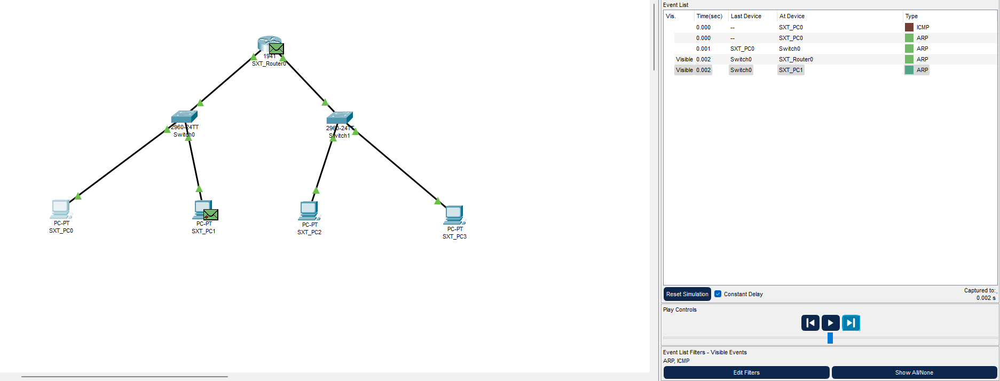 1941
SXT_Router0
2960-24TT
Switch0
2960-24TT
Switch1
PC-PT
SXT_PC0
PC-PT
SXT_PC1
PC-PT
SXT_PC2
PC-PT
SXT_PC3
Event List
Vis. Time(sec) Last Device At Device Type
0.000 -- SXT_PC0 ICMP
0.000 -- SXT_PC0 ARP
0.001 SXT_PC0 Switch0 ARP
Visible 0.002 Switch0 SXT_Router0 ARP
Visible 0.002 Switch0 SXT_PC1 ARP
Reset Simulation Constant Delay
Captured to:
0.002 s
Play Controls
Event List Filters - Visible Events
ARP, ICMP
Edit Filters Show All/None